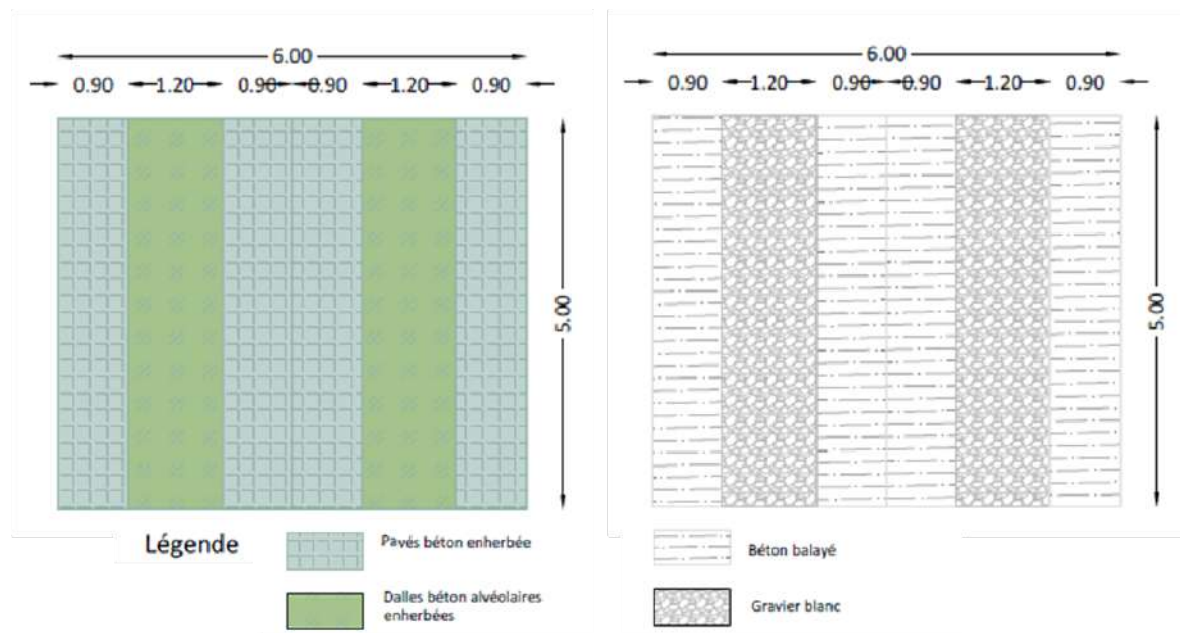 6.00
0.90 1.20 0.90 0.90 1.20 0.90
5.00
Légende
Pavés béton enherbée
Dalles béton alvéolaires
enherbées
6.00
0.90 1.20 0.90 0.90 1.20 0.90
5.00
Béton balayé
Gravier blanc